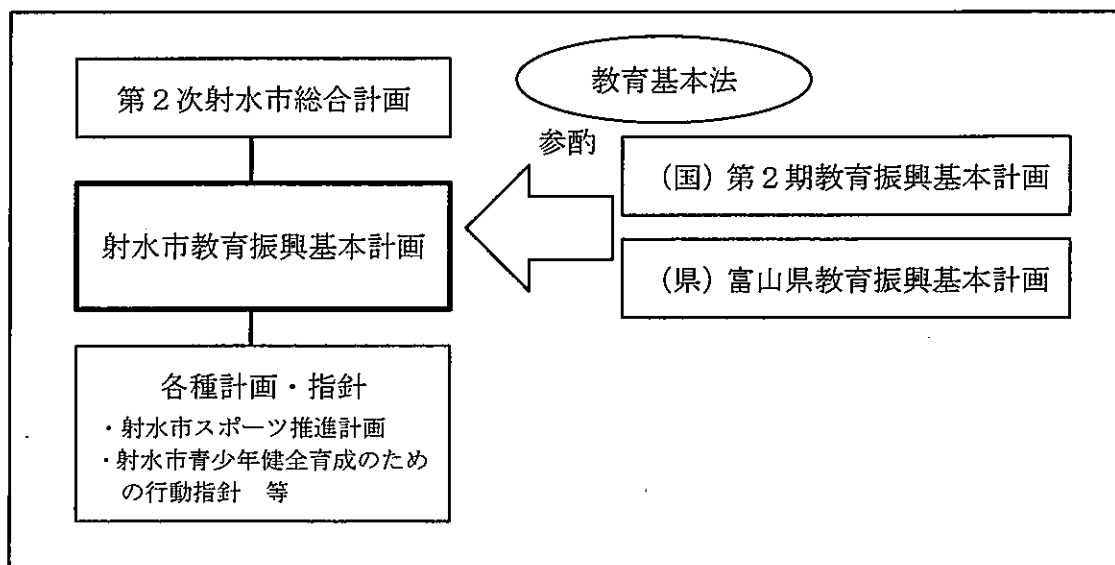 第２次射水市総合計画
射水市教育振興基本計画
各種計画・指針
・射水市スポーツ推進計画
・射水市青少年健全育成のため
の行動指針　等
教育基本法
参酌
（国）第２期教育振興基本計画
（県）富山県教育振興基本計画